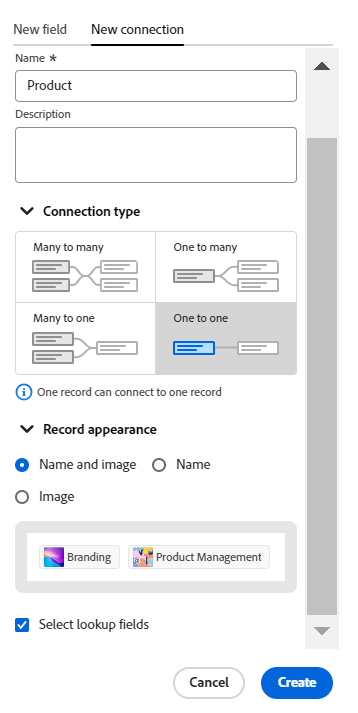 New field New connection
Name *
Product
Description
Connection type
Many to many One to many
Many to one One to one
One record can connect to one record
Record appearance
Name and image Name
Image
Branding Product Management
Select lookup fields
Cancel Create